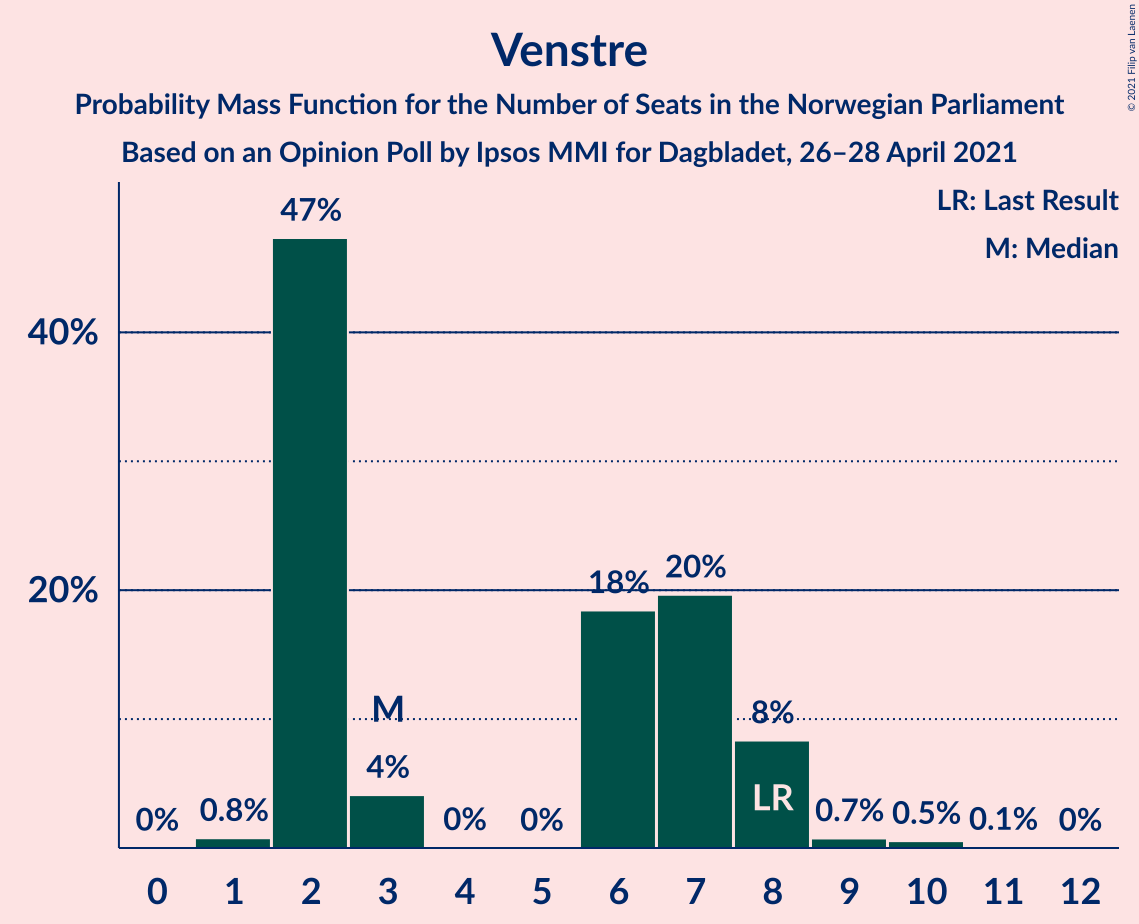 Venstre
Probability Mass Function for the Number of Seats in the Norwegian Parliament
Based on an Opinion Poll by Ipsos MMI for Dagbladet, 26–28 April 2021
© 2021 Filip van Laenen
LR: Last Result
M: Median
47%
40%
20%
18%
20%
M
8%
4%
LR
0%
0.8%
0%
0%
0.7%
0.5%
0.1%
0%
0 1 2 3 4 5 6 7 8 9 10 11 12